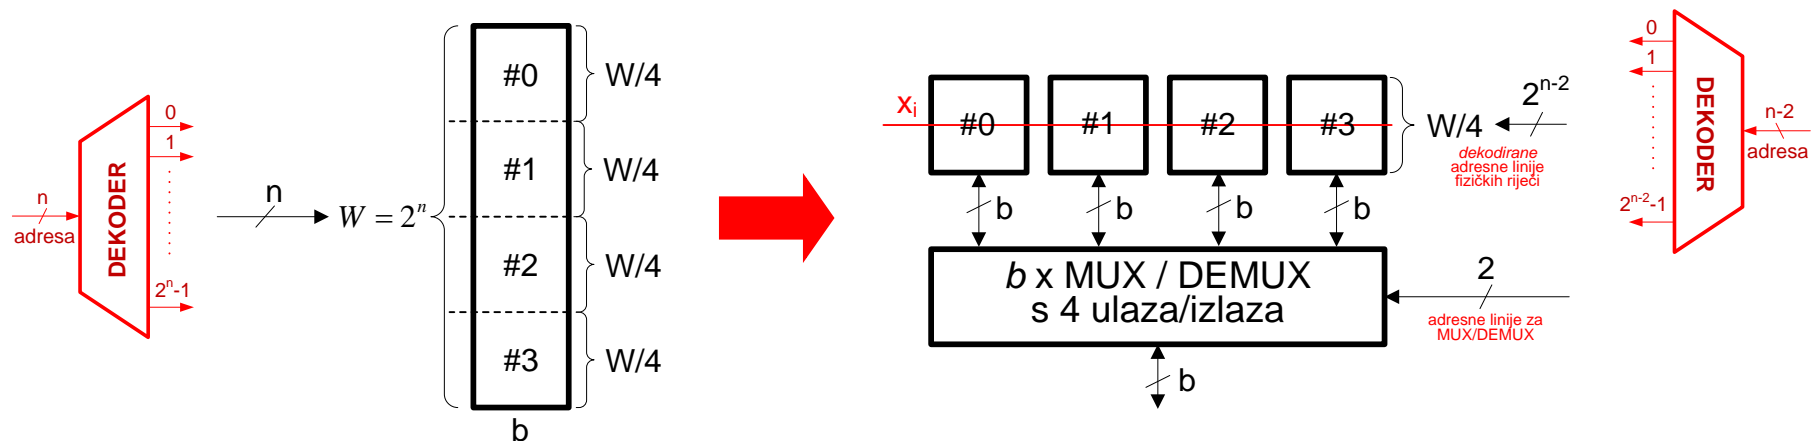 n
adresa
DEKODER
0
1
2ⁿ-1
n
W = 2ⁿ
#0
#1
#2
#3
b
W/4
W/4
W/4
W/4
xᵢ
#0
#1
#2
#3
W/4
2ⁿ⁻²
dekodirane
adresne linije
fizičkih riječi
b
b
b
b
b x MUX / DEMUX
s 4 ulaza/izlaza
2
adresne linije za
MUX/DEMUX
b
0
1
2ⁿ⁻²-1
DEKODER
n-2
adresa